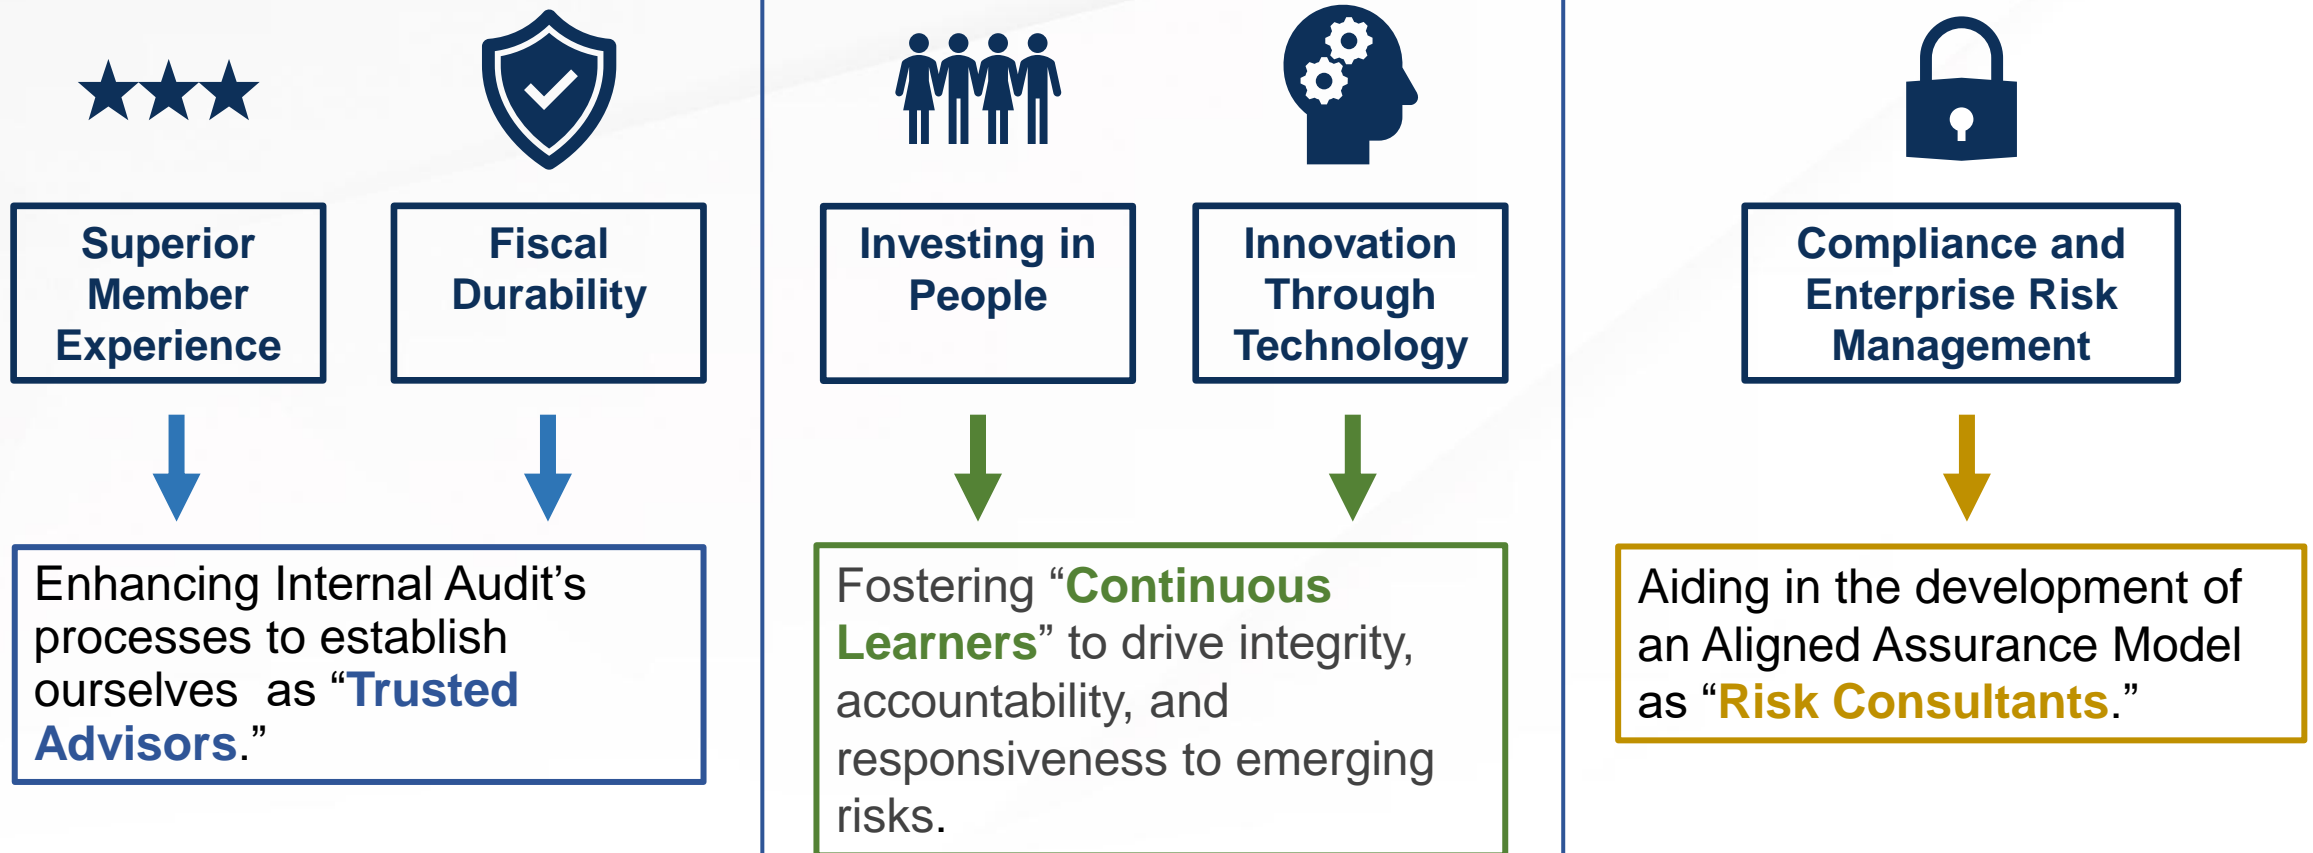 Superior
Member
Experience
Fiscal
Durability
Investing in
People
Innovation
Through
Technology
Compliance and
Enterprise Risk
Management
Enhancing Internal Audit’s
processes to establish
ourselves  as “Trusted
Advisors.”
Fostering “Continuous
Learners” to drive integrity,
accountability, and
responsiveness to emerging
risks.
Aiding in the development of
an Aligned Assurance Model
as “Risk Consultants.”